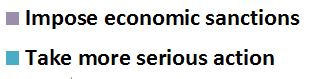 Impose economic sanctions
Take more serious action